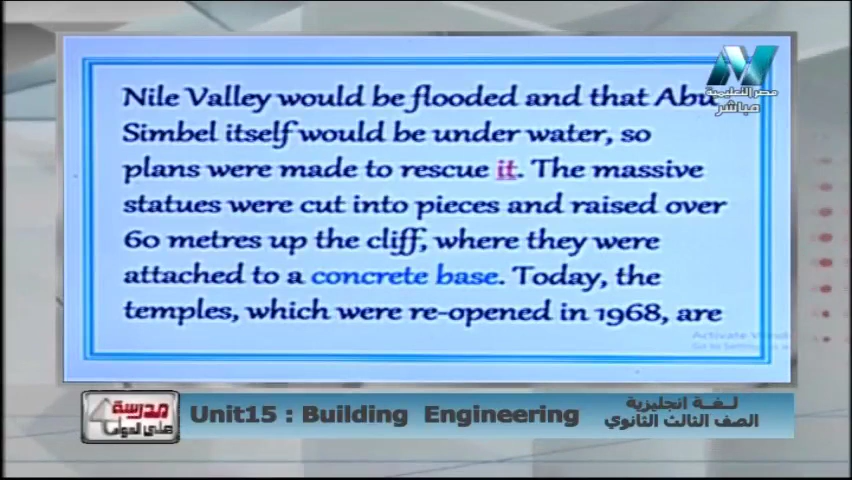 Nile Valley would be flooded and that Abu
Simbel itself would be under water, so
plans were made to rescue it. The massive
statues were cut into pieces and raised over
60 metres up the cliff, where they were
attached to a concrete base. Today, the
temples, which were re-opened in 1968, are
مصر التعليمية
مباشر
Activate Windows
مدرسة
على الهواء
Unit15 : Building Engineering
لغة انجليزية
الصف الثالث الثانوي